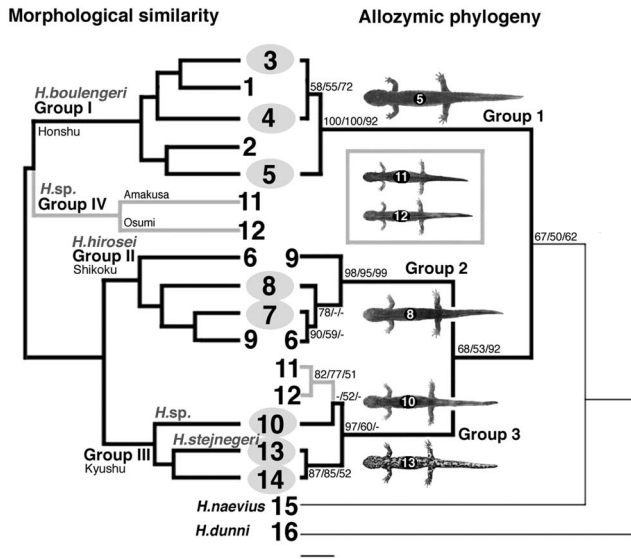 Morphological similarity
Allozymic phylogeny
3
58/55/72
5
H.boulengeri
Group I
1
Group 1
Honshu
4
100/100/92
2
5
11
H.sp.
Group IV
Amakusa
11
Osumi
12
12
67/50/62
H.hirosei
Group II
Shikoku
6
9
98/95/99
Group 2
8
78/-/-
8
7
9
6
90/59/-
68/53/92
11
82/77/51
12
-/52/-
10
H.sp.
10
97/60/-
Group 3
H.stejnegeri
13
Group III
Kyushu
87/85/52
13
14
H.naevius
15
H.dunni
16